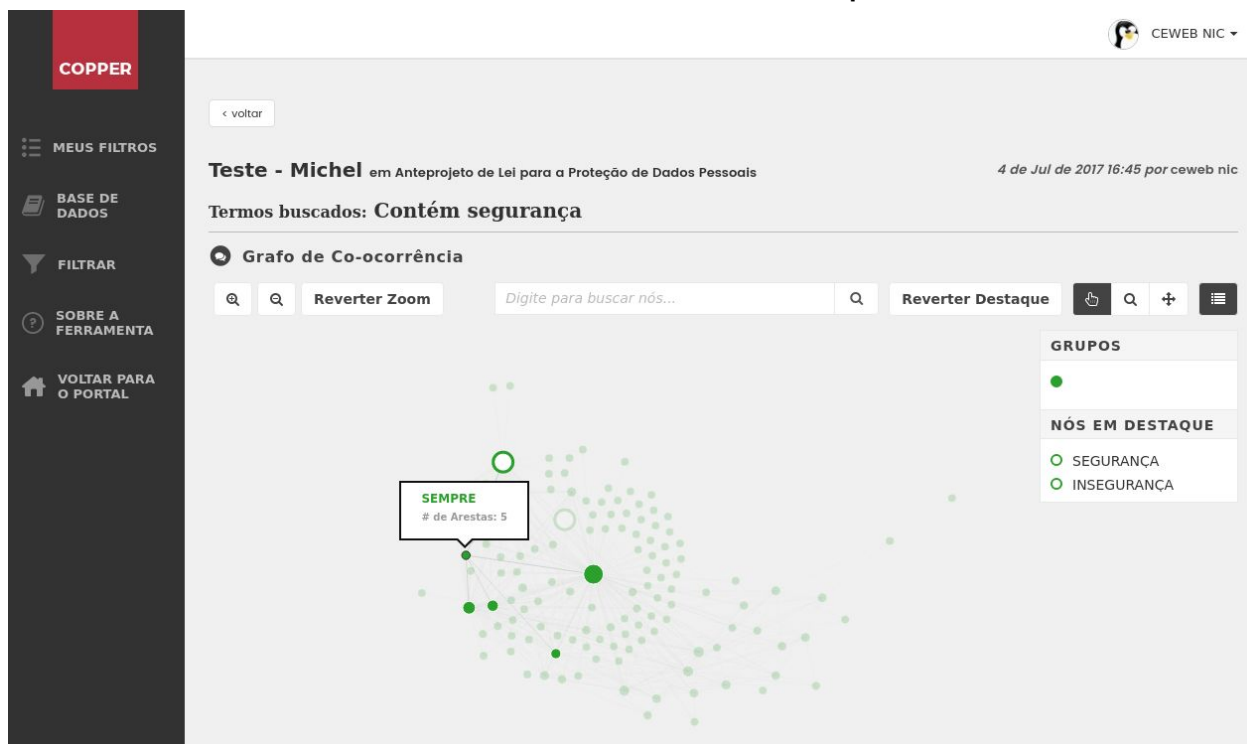 CEWEB NIC
COPPER
MEUS FILTROS
BASE DE
DADOS
FILTRAR
SOBRE A
FERRAMENTA
VOLTAR PARA
O PORTAL
< voltar
Teste - Michel em Anteprojeto de Lei para a Proteção de Dados Pessoais
4 de Jul de 2017 16:45 por ceweb nic
Termos buscados: Contém segurança
Grafo de Co-ocorrência
Reverter Zoom
Digite para buscar nós...
Reverter Destaque
GRUPOS
NÓS EM DESTAQUE
SEGURANÇA
INSEGURANÇA
SEMPRE
# de Arestas: 5